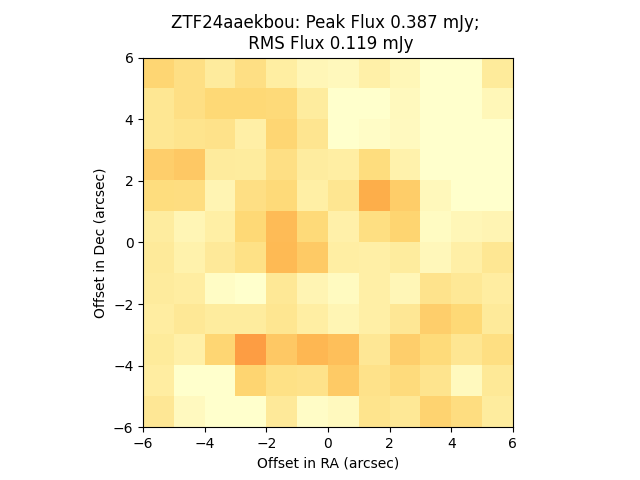 ZTF24aaekbou: Peak Flux 0.387 mJy;
RMS Flux 0.119 mJy
6
4
2
0
−2
−4
−6
Offset in Dec (arcsec)
−6 −4 −2 0 2 4 6
Offset in RA (arcsec)